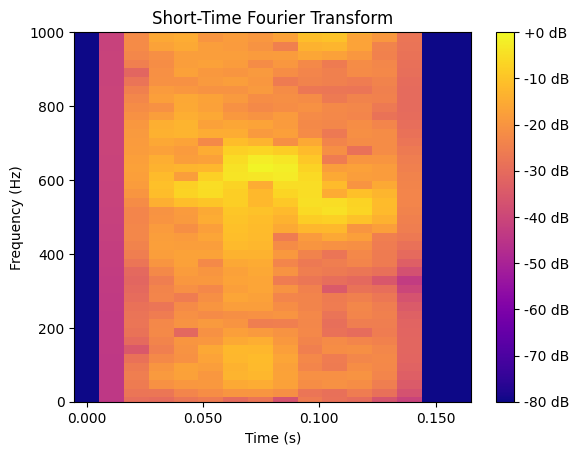 Short-Time Fourier Transform
1000
800
600
400
200
0
Frequency (Hz)
0.000
0.050
0.100
0.150
Time (s)
+0 dB
-10 dB
-20 dB
-30 dB
-40 dB
-50 dB
-60 dB
-70 dB
-80 dB